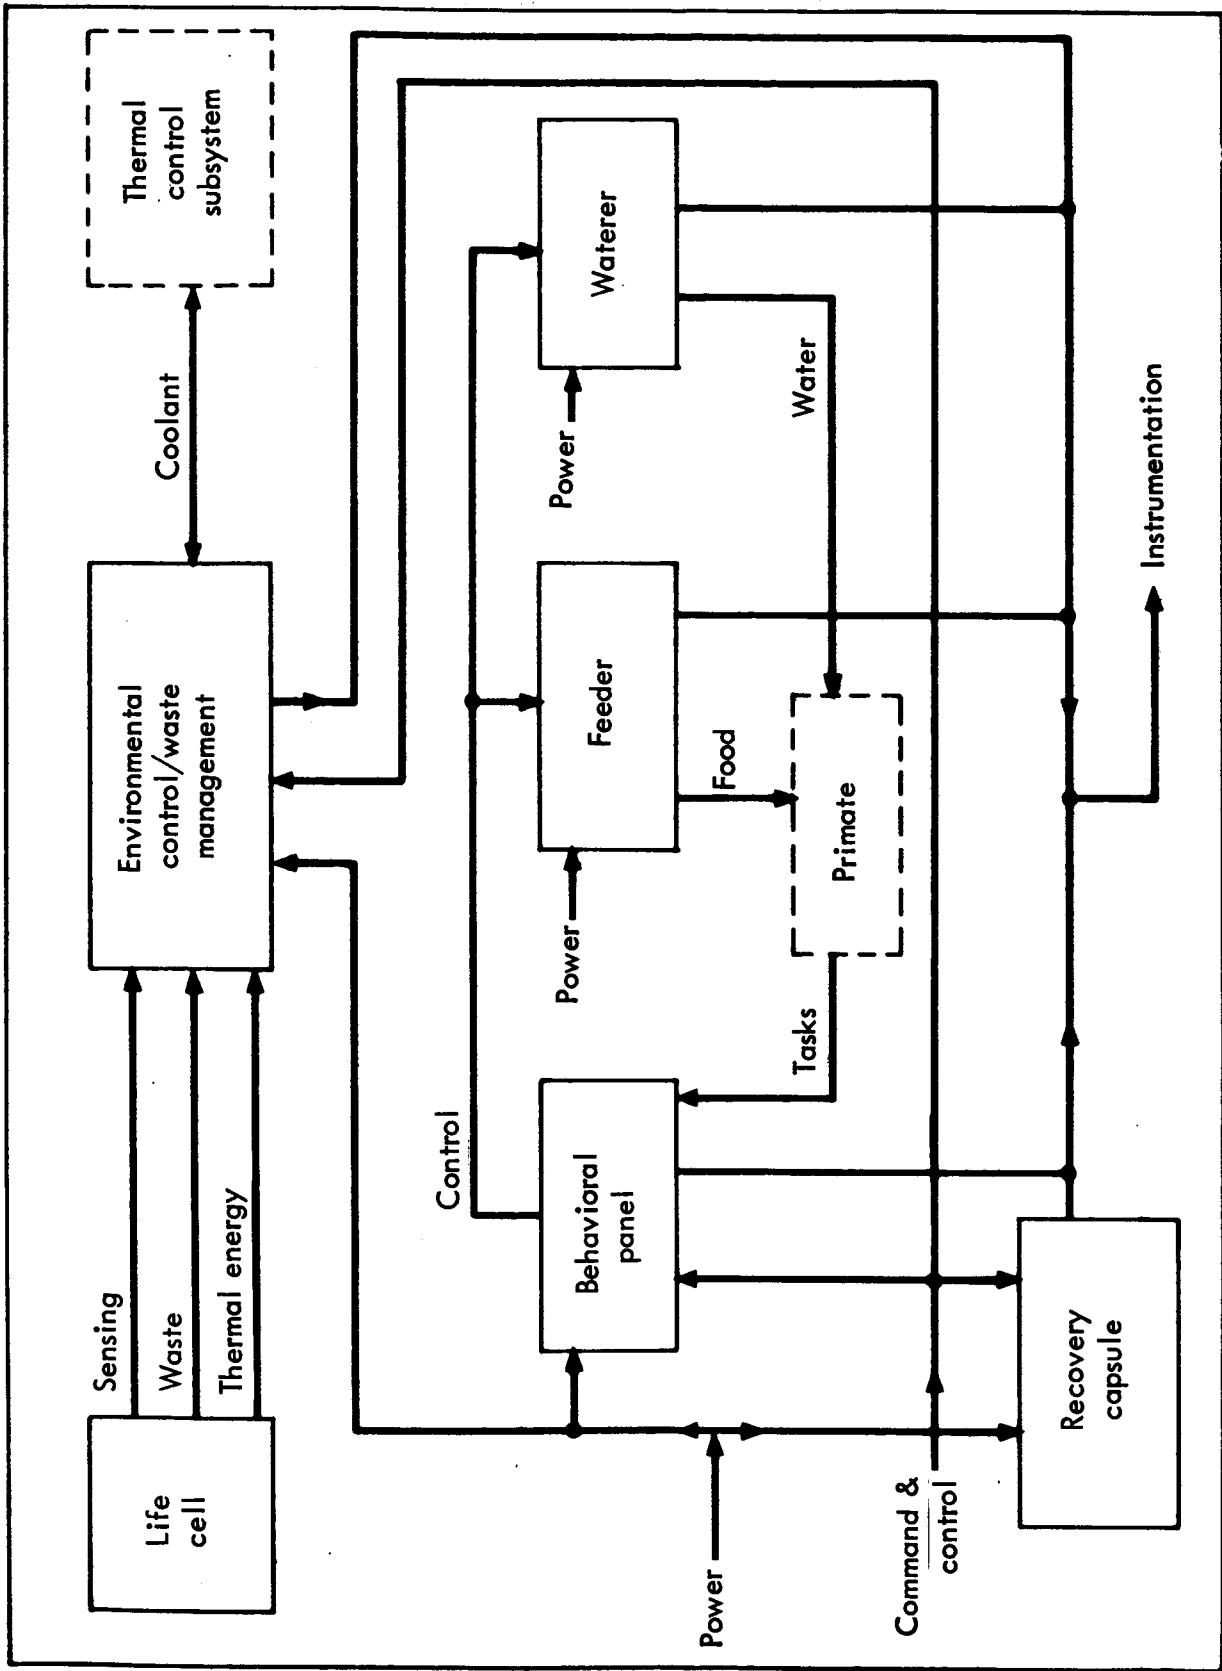 Life
cell
Sensing
Waste
Thermal energy
Environmental
control/waste
management
Coolant
Thermal
control
subsystem
Control
Behavioral
panel
Power
Feeder
Power
Waterer
Tasks
Food
Water
Primate
Power
Command &
control
Recovery
capsule
Instrumentation